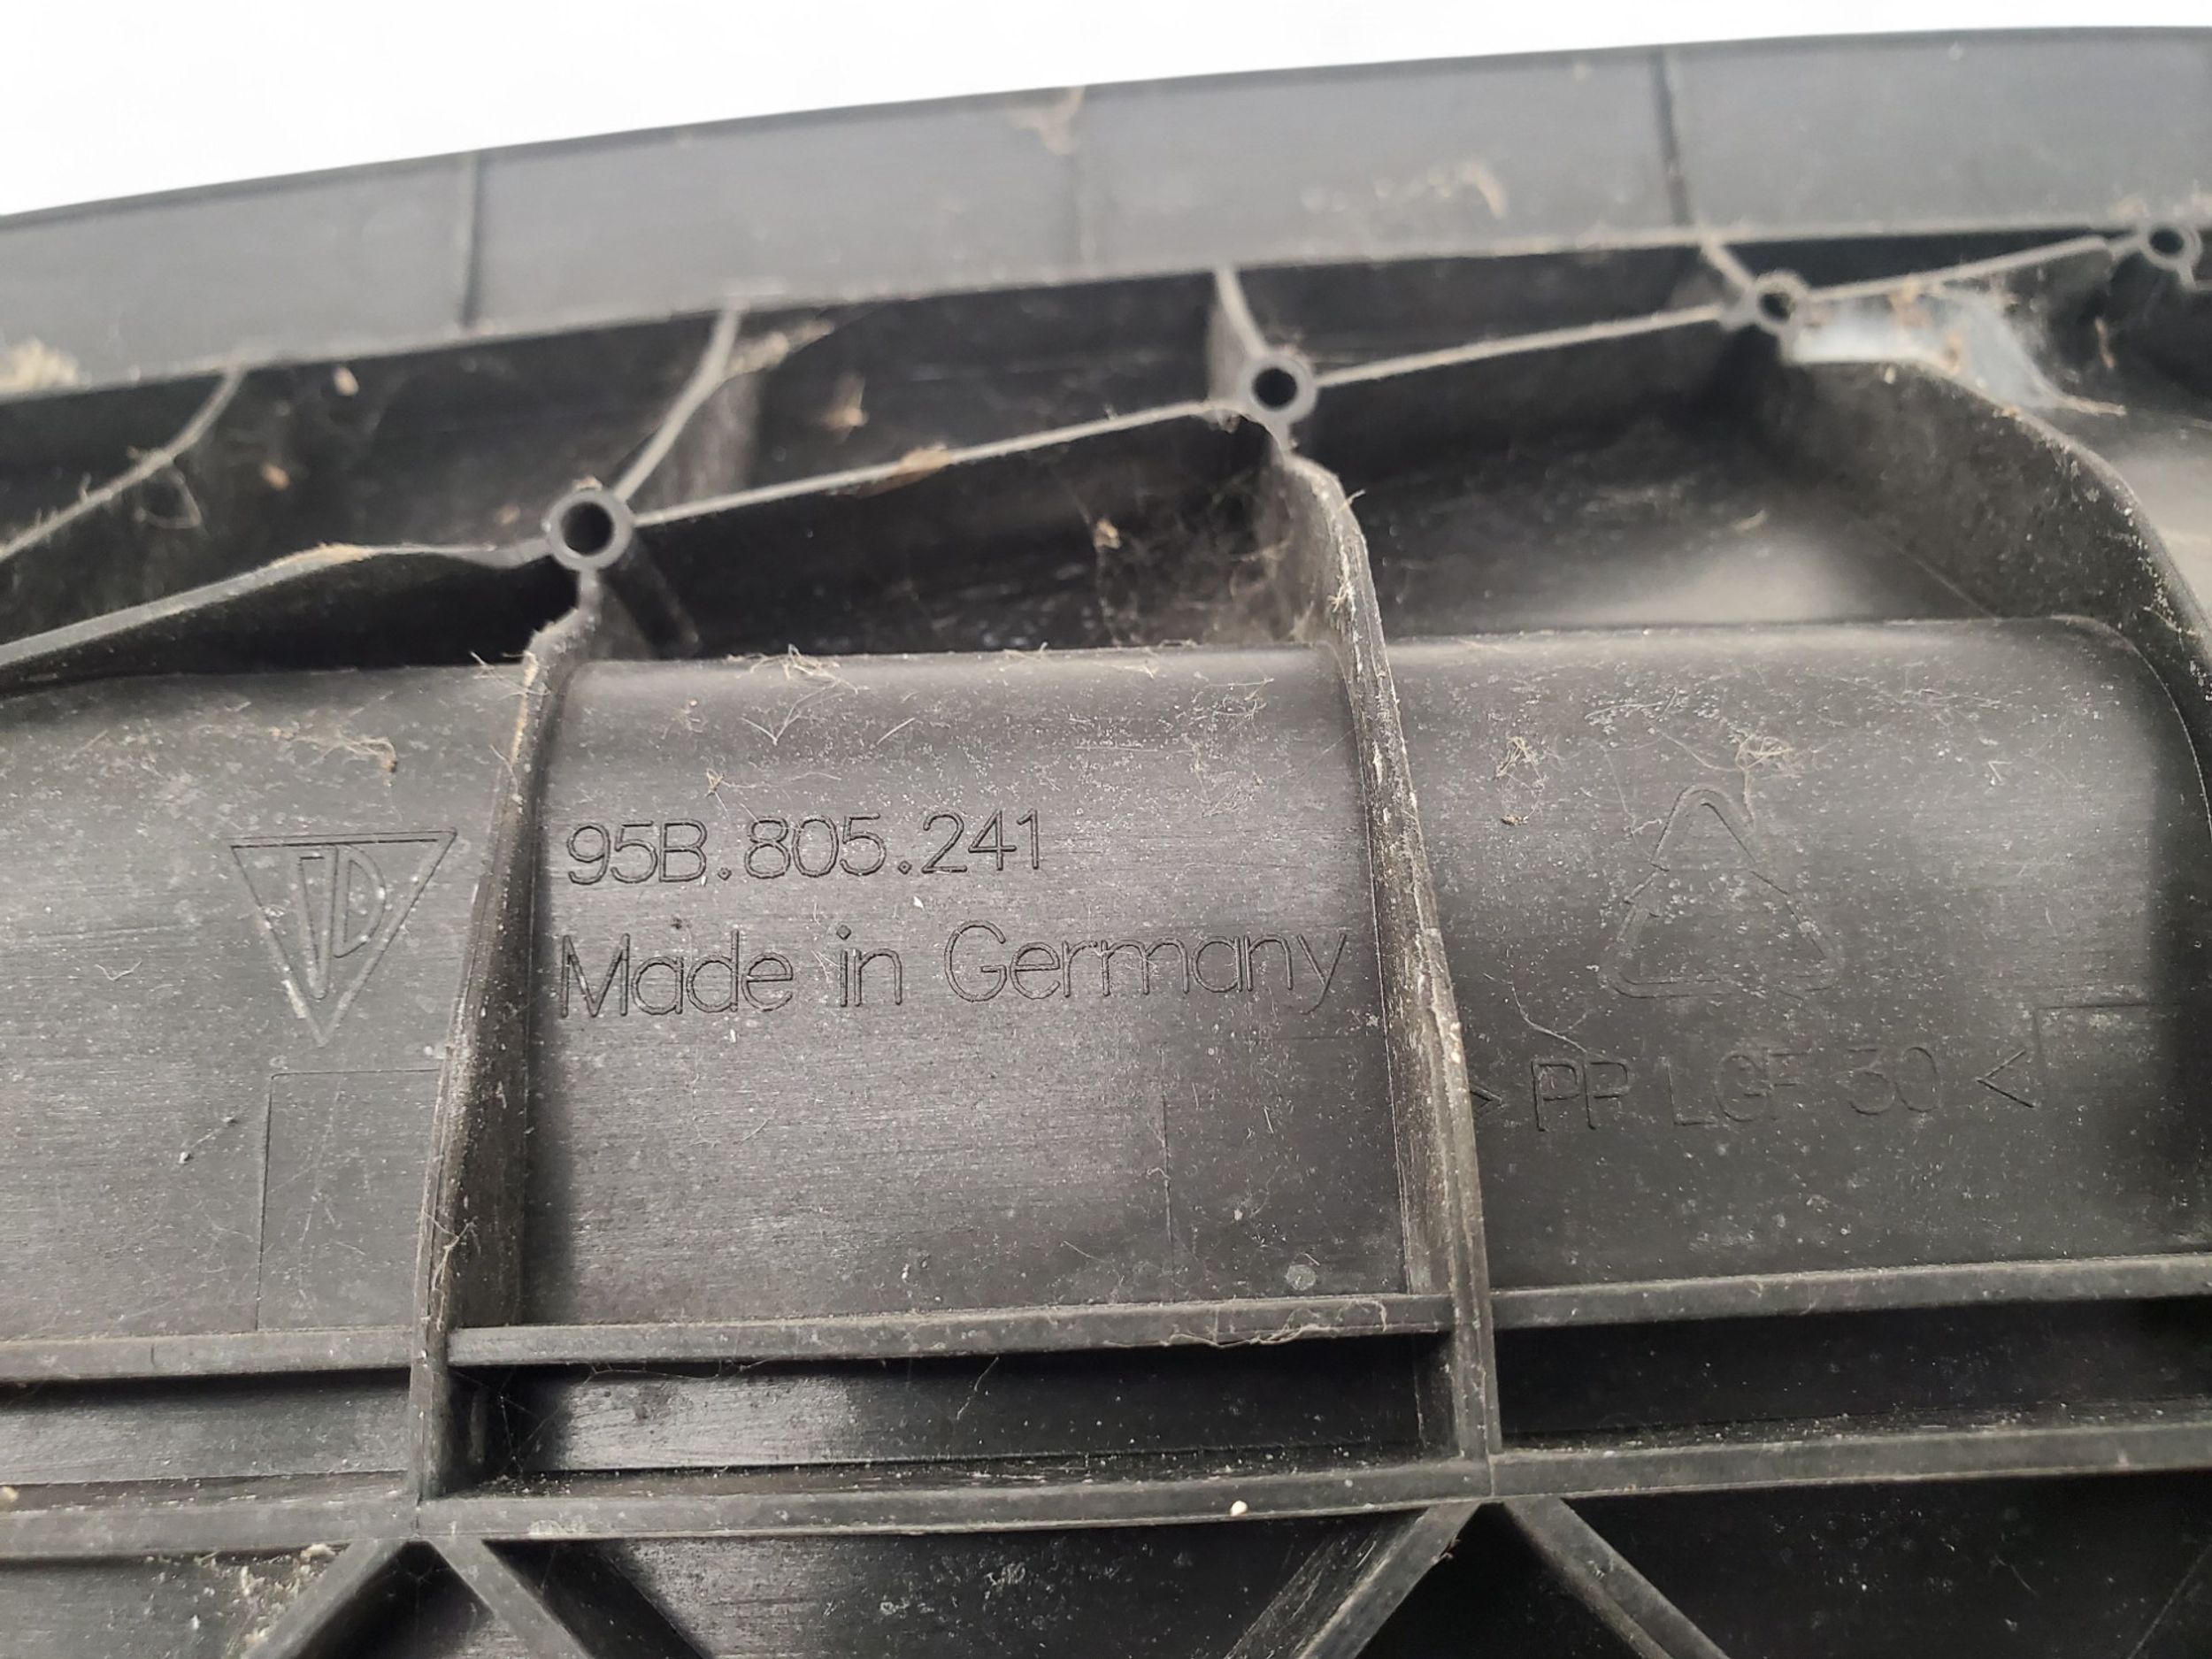 95B.805.241
Made in Germany
> PP LGF 30 <